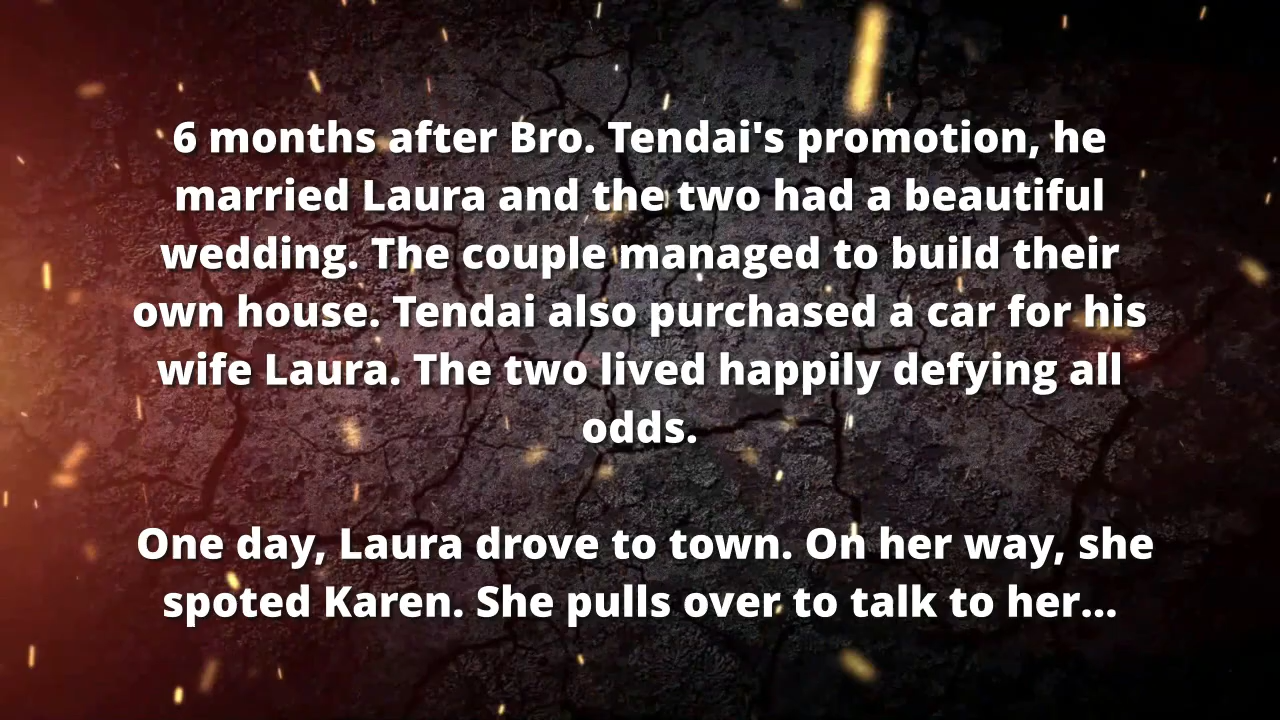 6 months after Bro. Tendai's promotion, he
married Laura and the two had a beautiful
wedding. The couple managed to build their
own house. Tendai also purchased a car for his
wife Laura. The two lived happily defying all
odds.
One day, Laura drove to town. On her way, she
spoted Karen. She pulls over to talk to her...